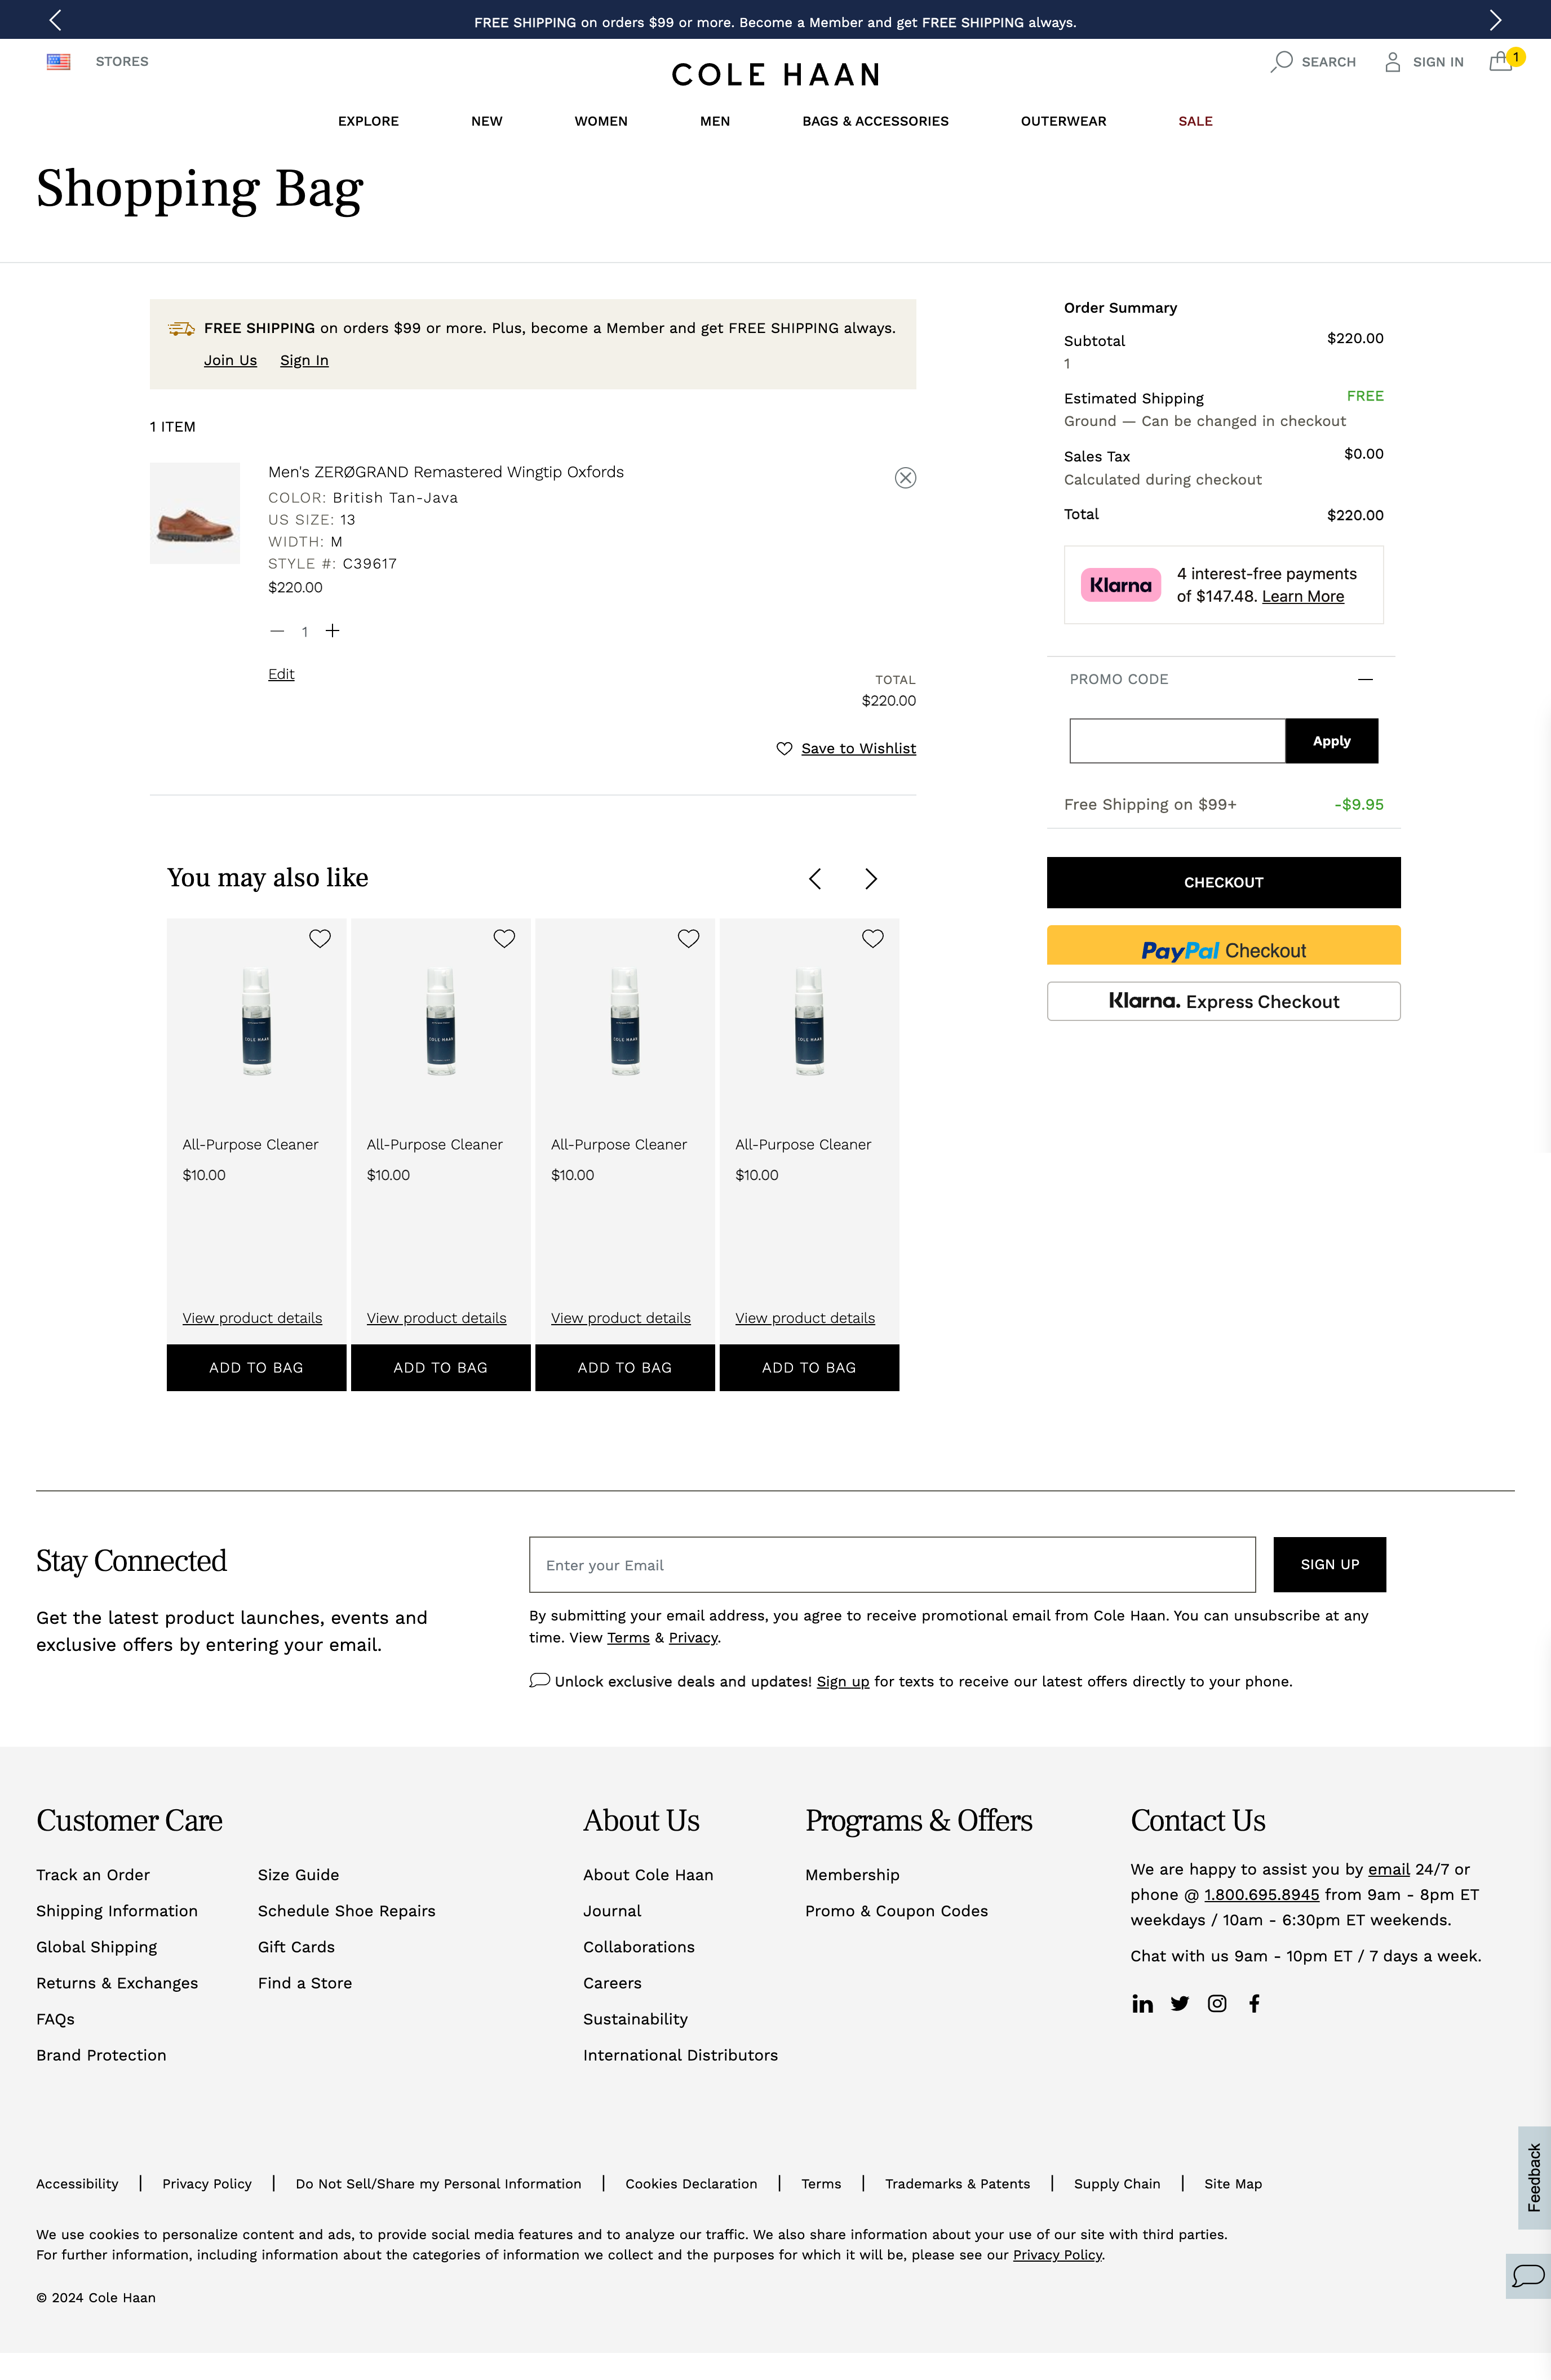 FREE SHIPPING on orders $99 or more. Become a Member and get FREE SHIPPING always.
STORES
COLE HAAN
SEARCH
SIGN IN
1
EXPLORE
NEW
WOMEN
MEN
BAGS & ACCESSORIES
OUTERWEAR
SALE
Shopping Bag
FREE SHIPPING on orders $99 or more. Plus, become a Member and get FREE SHIPPING always.
Join Us
Sign In
1 ITEM
Men's ZERØGRAND Remastered Wingtip Oxfords
COLOR: British Tan-Java
US SIZE: 13
WIDTH: M
STYLE #: C39617
$220.00
1
Edit
TOTAL
$220.00
Save to Wishlist
Order Summary
Subtotal
$220.00
1
Estimated Shipping
FREE
Ground — Can be changed in checkout
Sales Tax
$0.00
Calculated during checkout
Total
$220.00
Klarna
4 interest-free payments
of $147.48. Learn More
PROMO CODE
Apply
Free Shipping on $99+
-$9.95
CHECKOUT
PayPal Checkout
Klarna. Express Checkout
You may also like
COLE HAAN
COLE HAAN
COLE HAAN
COLE HAAN
All-Purpose Cleaner
All-Purpose Cleaner
All-Purpose Cleaner
All-Purpose Cleaner
$10.00
$10.00
$10.00
$10.00
View product details
View product details
View product details
View product details
ADD TO BAG
ADD TO BAG
ADD TO BAG
ADD TO BAG
Stay Connected
Get the latest product launches, events and
exclusive offers by entering your email.
Enter your Email
SIGN UP
By submitting your email address, you agree to receive promotional email from Cole Haan. You can unsubscribe at any
time. View Terms & Privacy.
Unlock exclusive deals and updates! Sign up for texts to receive our latest offers directly to your phone.
Customer Care
Track an Order
Shipping Information
Global Shipping
Returns & Exchanges
FAQs
Brand Protection
Size Guide
Schedule Shoe Repairs
Gift Cards
Find a Store
About Us
About Cole Haan
Journal
Collaborations
Careers
Sustainability
International Distributors
Programs & Offers
Membership
Promo & Coupon Codes
Contact Us
We are happy to assist you by email 24/7 or
phone @ 1.800.695.8945 from 9am - 8pm ET
weekdays / 10am - 6:30pm ET weekends.
Chat with us 9am - 10pm ET / 7 days a week.
in
f
Feedback
Accessibility
Privacy Policy
Do Not Sell/Share my Personal Information
Cookies Declaration
Terms
Trademarks & Patents
Supply Chain
Site Map
We use cookies to personalize content and ads, to provide social media features and to analyze our traffic. We also share information about your use of our site with third parties.
For further information, including information about the categories of information we collect and the purposes for which it will be, please see our Privacy Policy.
© 2024 Cole Haan